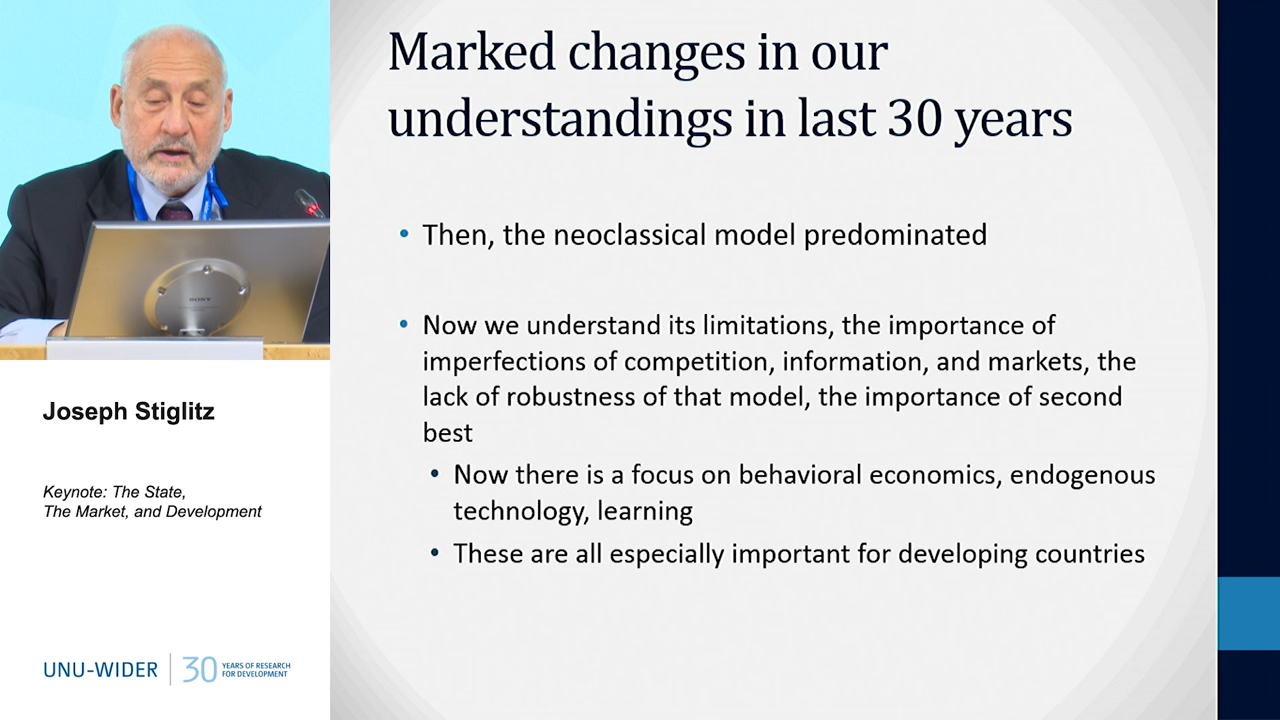 Marked changes in our
understandings in last 30 years
• Then, the neoclassical model predominated
• Now we understand its limitations, the importance of
imperfections of competition, information, and markets, the
lack of robustness of that model, the importance of second
best
• Now there is a focus on behavioral economics, endogenous
technology, learning
• These are all especially important for developing countries
SONY
Joseph Stiglitz
Keynote: The State,
The Market, and Development
UNU-WIDER
30 YEARS OF RESEARCH
FOR DEVELOPMENT